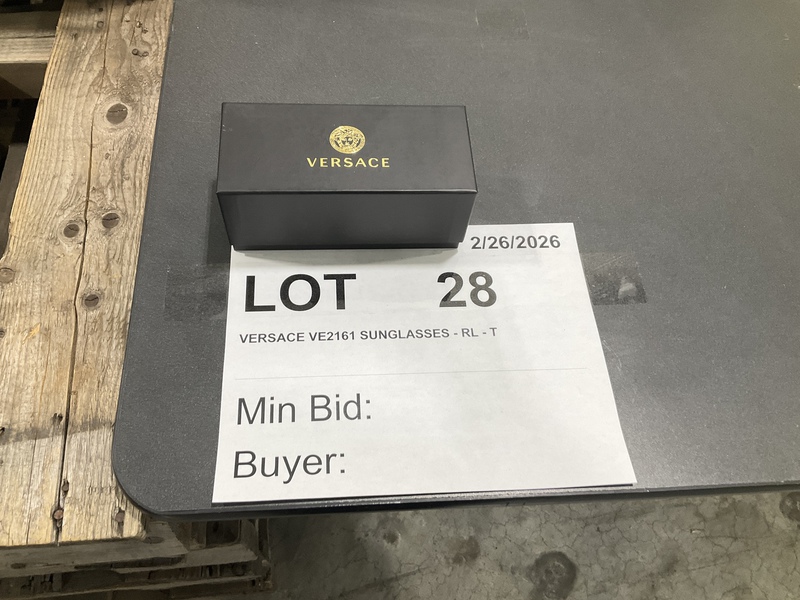 VERSACE
2/26/2026
LOT 28
VERSACE VE2161 SUNGLASSES - RL - T
Min Bid:
Buyer: